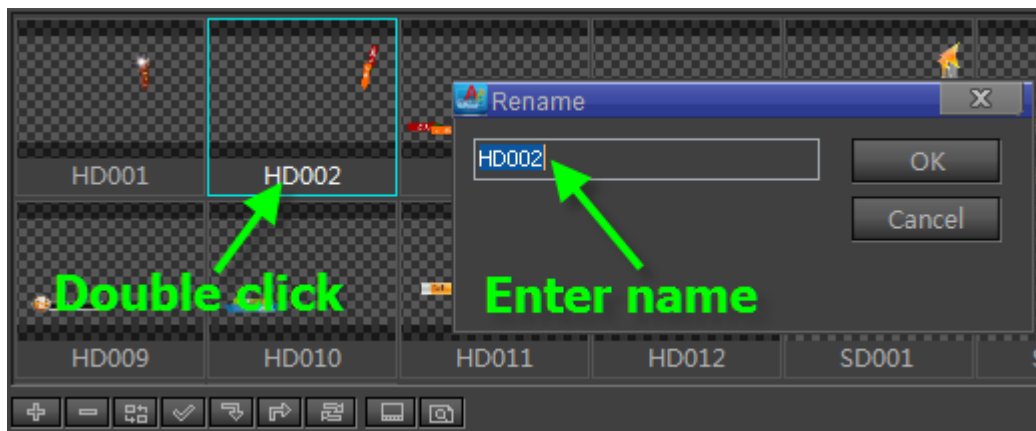 Rename
HD002
OK
HD001
HD002
Cancel
Double click
Enter name
HD009
HD010
HD011
HD012
SD001